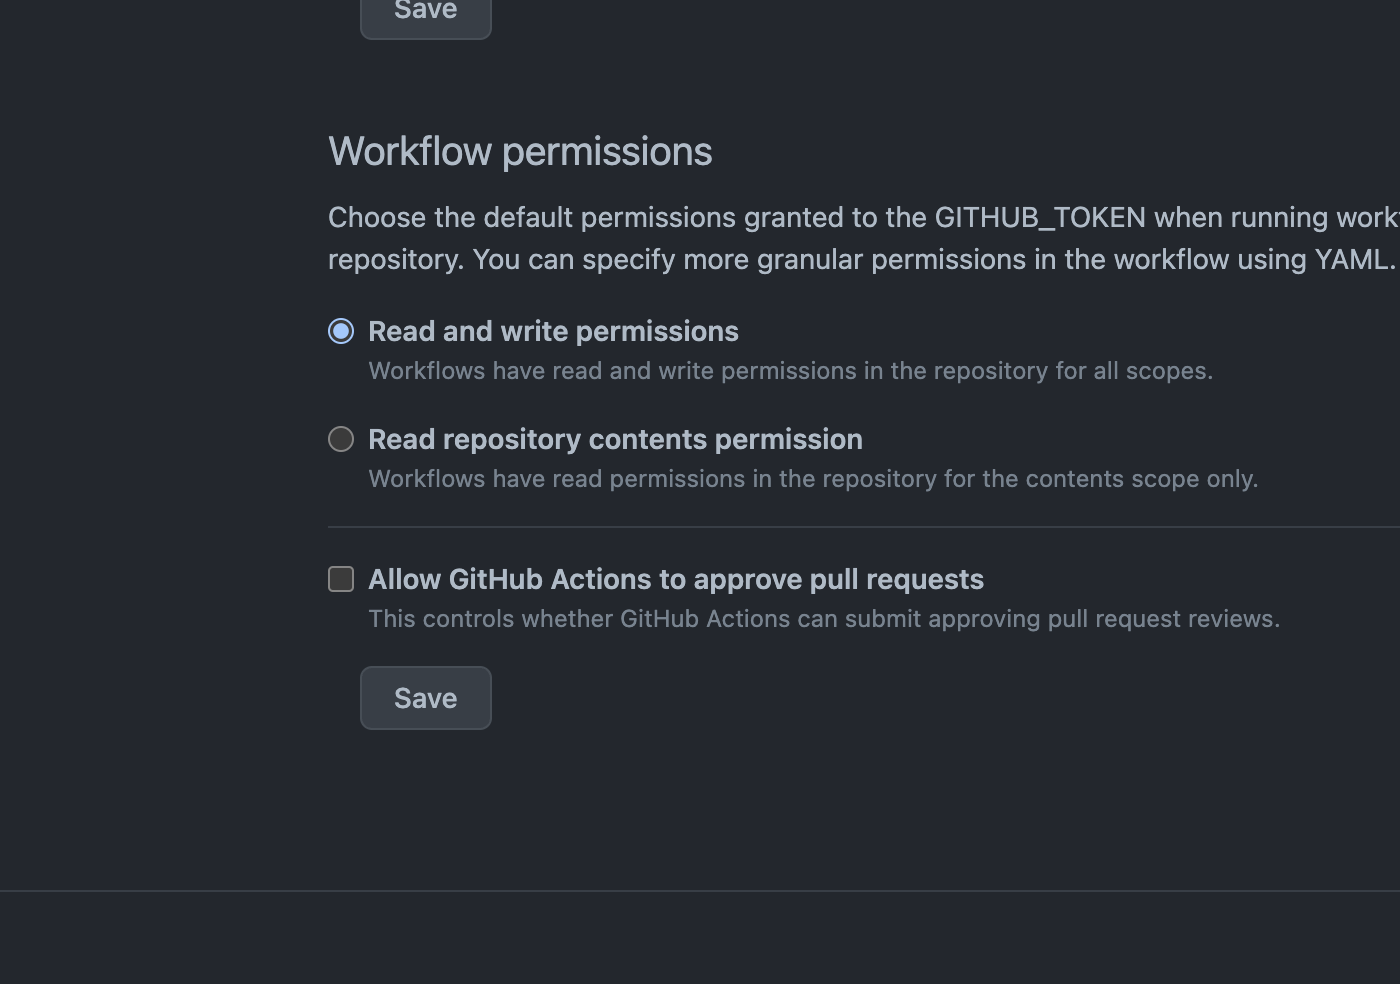 Save
Workflow permissions
Choose the default permissions granted to the GITHUB_TOKEN when running
repository. You can specify more granular permissions in the workflow using YAML.
Read and write permissions
Workflows have read and write permissions in the repository for all scopes.
Read repository contents permission
Workflows have read permissions in the repository for the contents scope only.
Allow GitHub Actions to approve pull requests
This controls whether GitHub Actions can submit approving pull request reviews.
Save